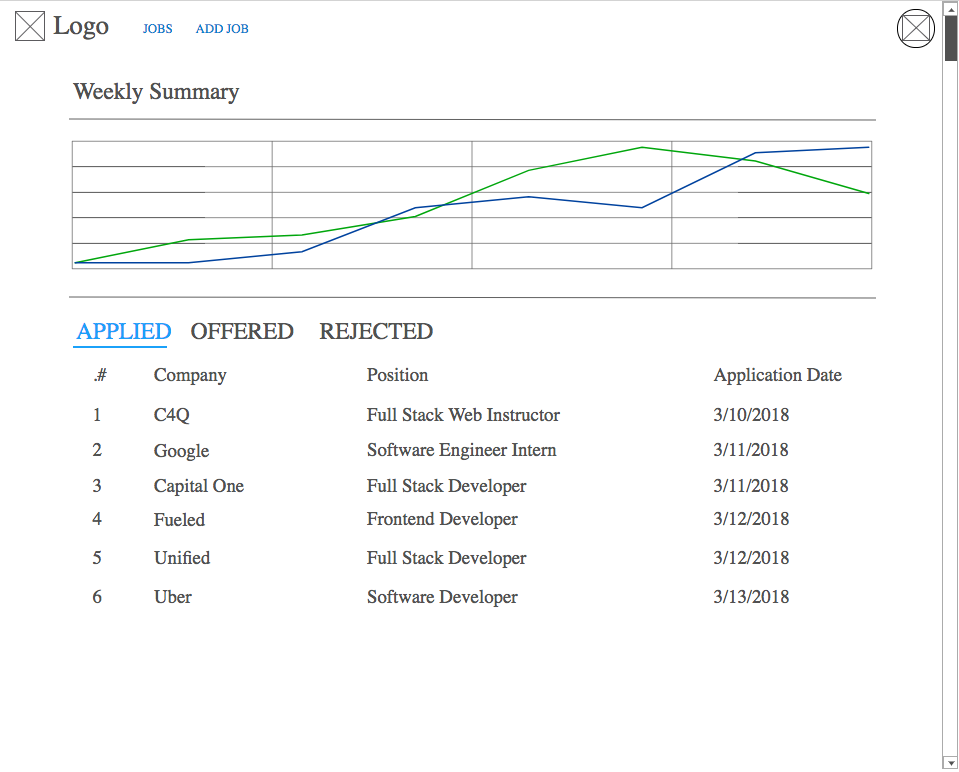 Logo JOBS ADD JOB
Weekly Summary
APPLIED OFFERED REJECTED
.# Company Position Application Date
1 C4Q Full Stack Web Instructor 3/10/2018
2 Google Software Engineer Intern 3/11/2018
3 Capital One Full Stack Developer 3/11/2018
4 Fueled Frontend Developer 3/12/2018
5 Unified Full Stack Developer 3/12/2018
6 Uber Software Developer 3/13/2018